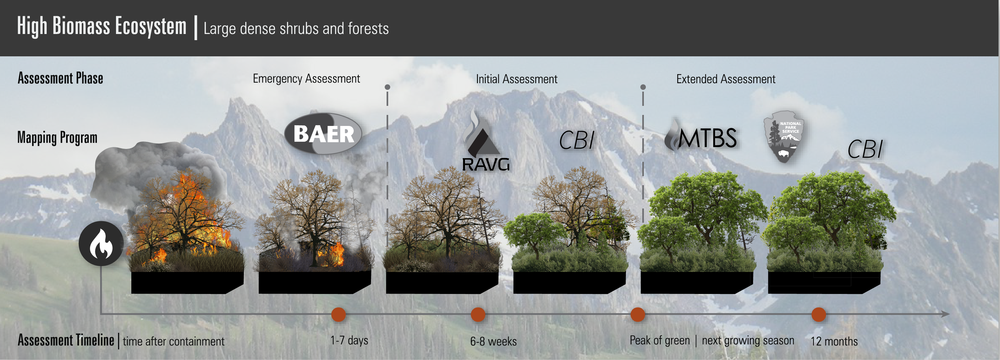 High Biomass Ecosystem | Large dense shrubs and forests
Assessment Phase
Emergency Assessment
Initial Assessment
Extended Assessment
Mapping Program
BAER
RAVG
CBI
MTBS
NATIONAL
PARK
SERVICE
CBI
Assessment Timeline | time after containment
1-7 days
6-8 weeks
Peak of green | next growing season
12 months